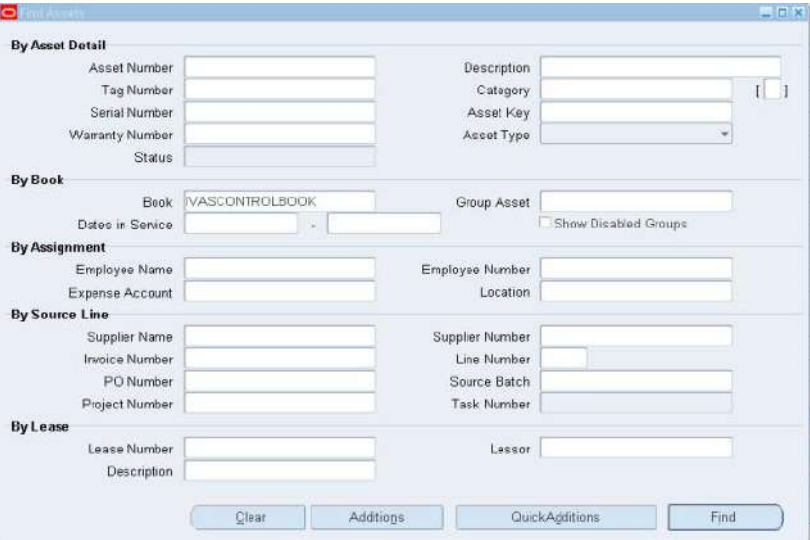 Find Assets
By Asset Detail
Asset Number Description
Tag Number Category [ ]
Serial Number Asset Key
Warranty Number Asset Type
Status
By Book
Book IVASCONTROLBOOK Group Asset
Dates in Service - Show Disabled Groups
By Assignment
Employee Name Employee Number
Expense Account Location
By Source Line
Supplier Name Supplier Number
Invoice Number Line Number
PO Number Source Batch
Project Number Task Number
By Lease
Lease Number Lessor
Description
Clear Additions QuickAdditions Find